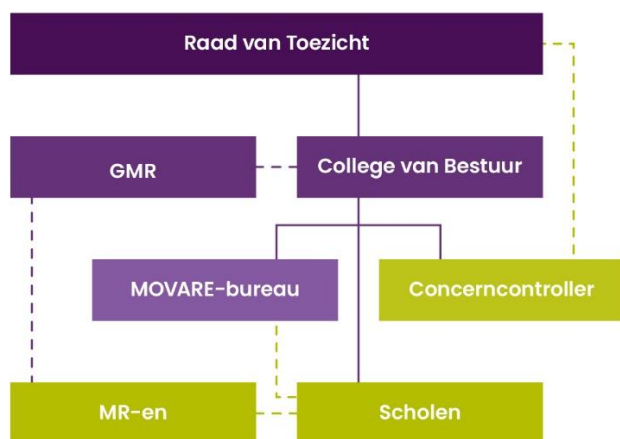 Raad van Toezicht
GMR
College van Bestuur
MOVARE-bureau
Concerncontroller
MR-en
Scholen